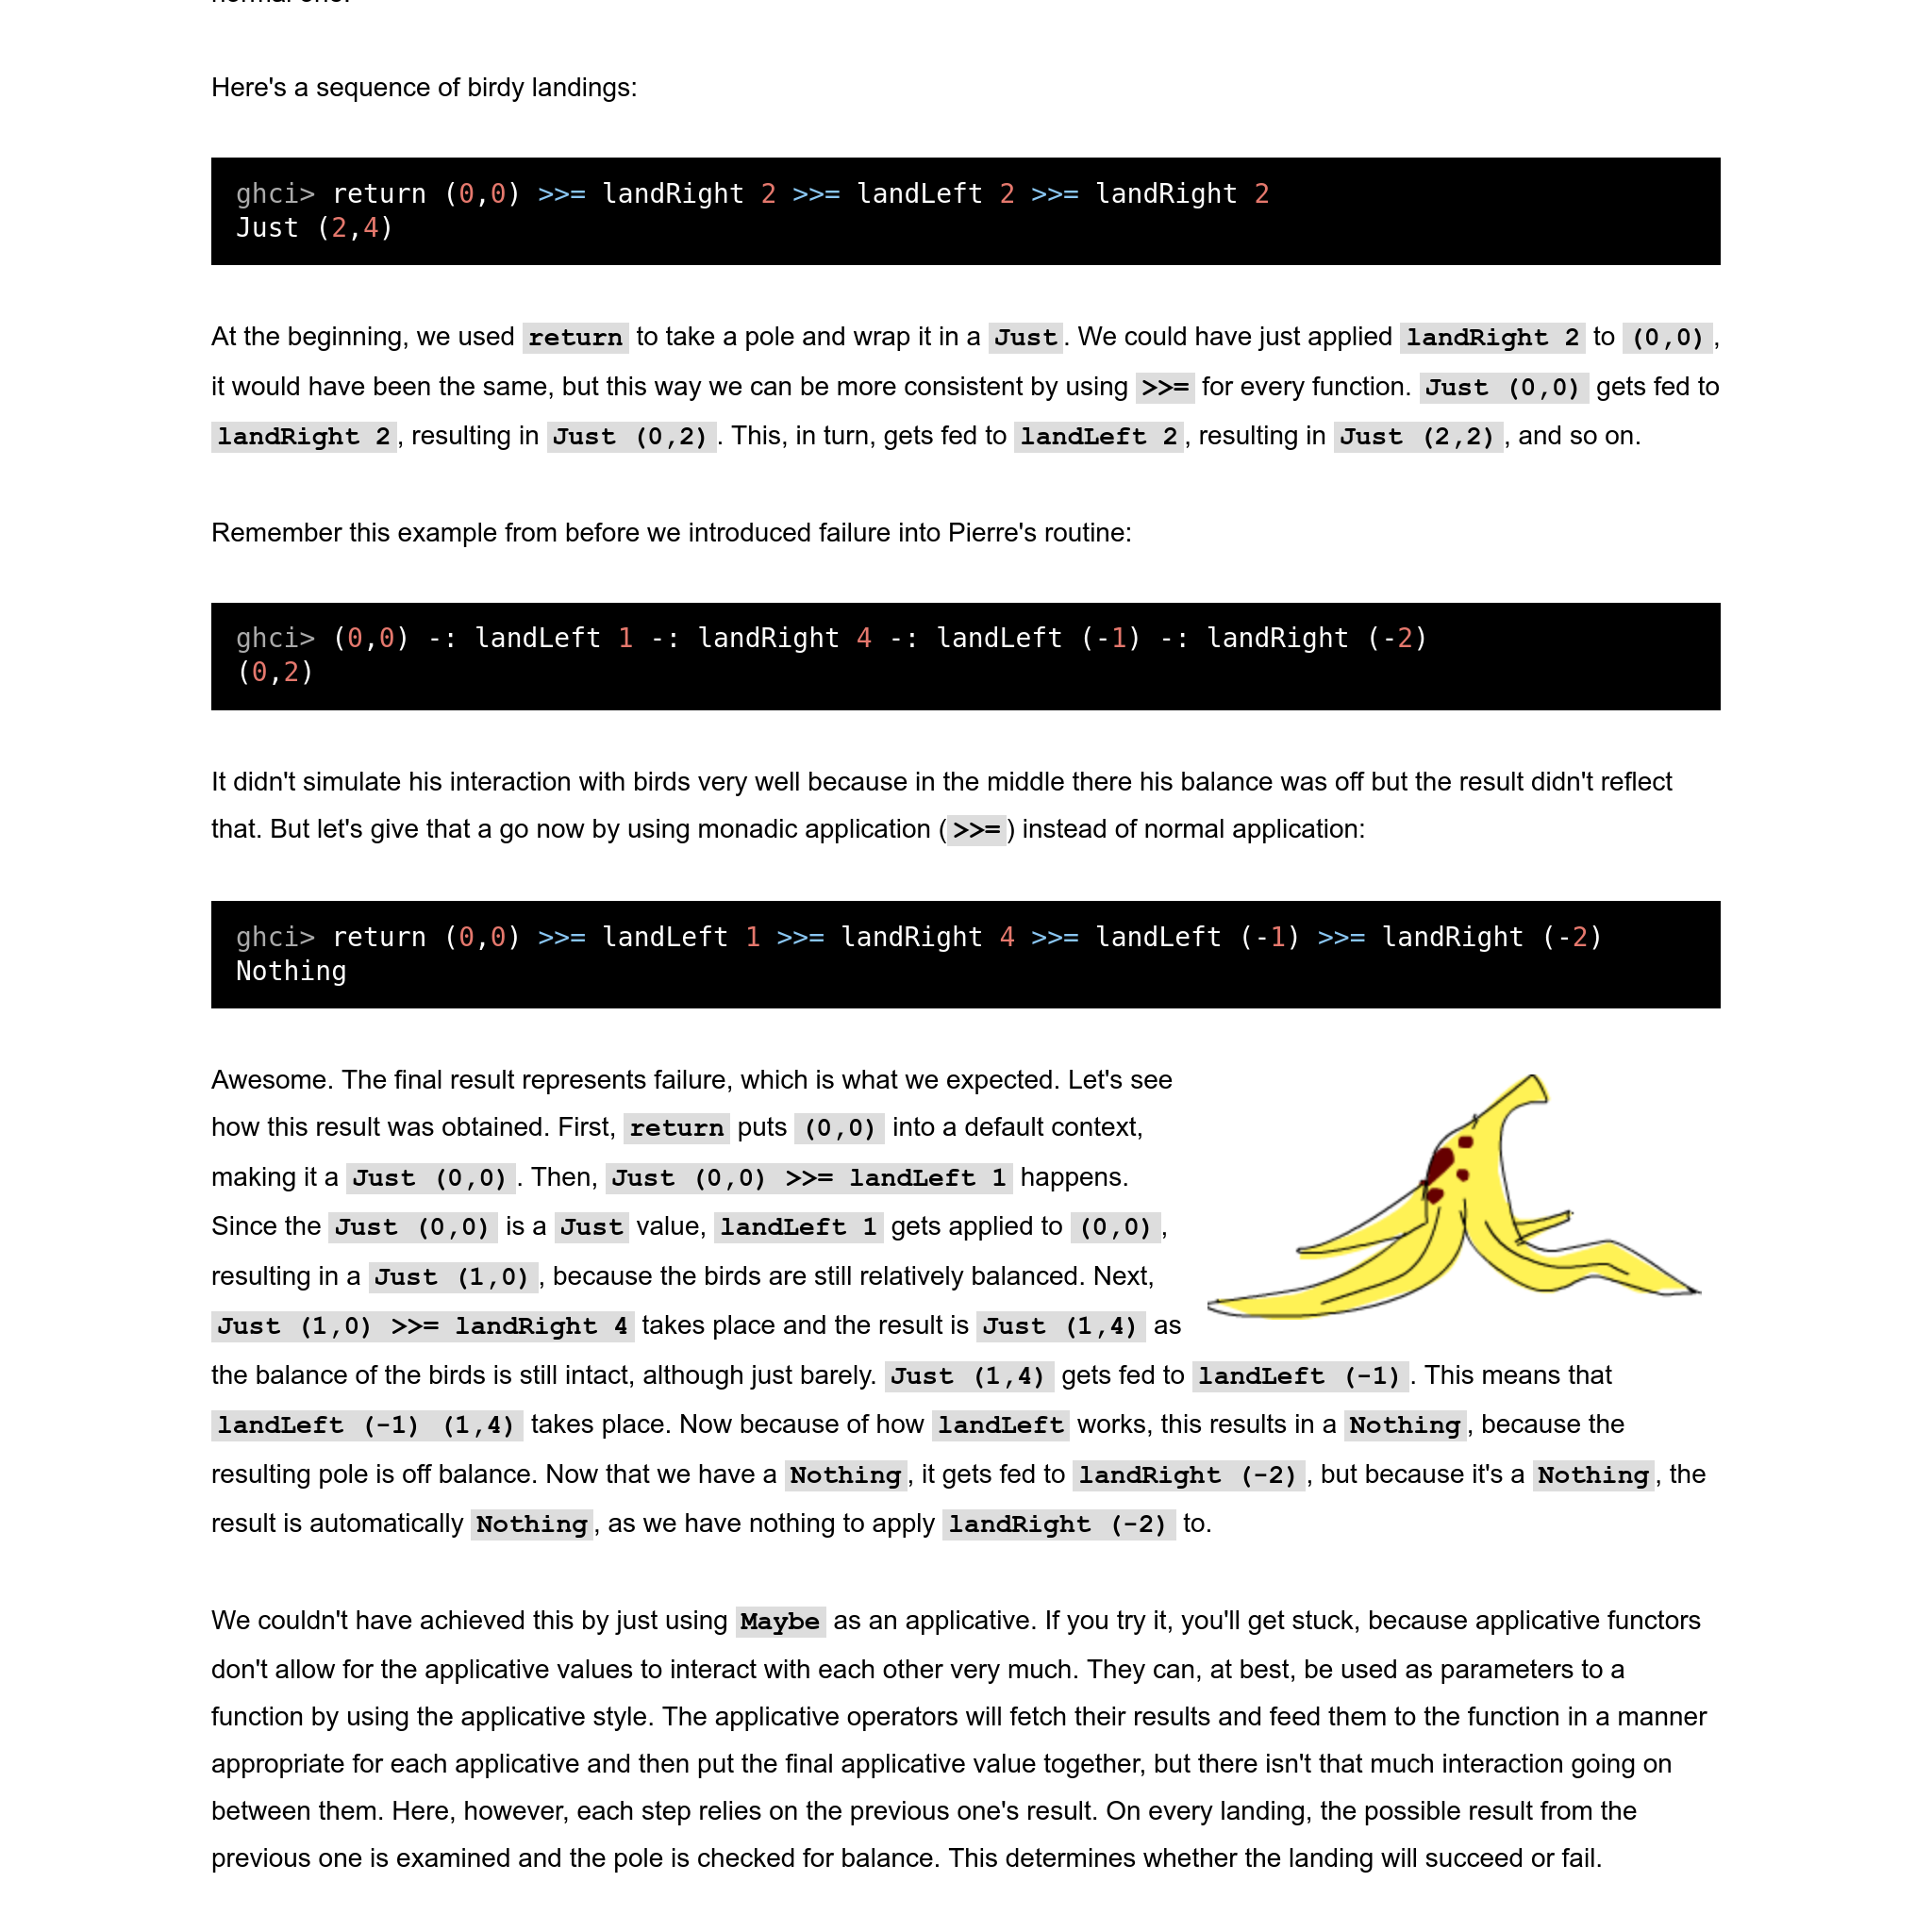 normal one.
Here's a sequence of birdy landings:
ghci> return (0,0) >>= landRight 2 >>= landLeft 2 >>= landRight 2
Just (2,4)
At the beginning, we used return to take a pole and wrap it in a Just. We could have just applied landRight 2 to (0,0),
it would have been the same, but this way we can be more consistent by using >>= for every function. Just (0,0) gets fed to
landRight 2, resulting in Just (0,2). This, in turn, gets fed to landLeft 2, resulting in Just (2,2), and so on.
Remember this example from before we introduced failure into Pierre's routine:
ghci> (0,0) -: landLeft 1 -: landRight 4 -: landLeft (-1) -: landRight (-2)
(0,2)
It didn't simulate his interaction with birds very well because in the middle there his balance was off but the result didn't reflect
that. But let's give that a go now by using monadic application (>>=) instead of normal application:
ghci> return (0,0) >>= landLeft 1 >>= landRight 4 >>= landLeft (-1) >>= landRight (-2)
Nothing
Awesome. The final result represents failure, which is what we expected. Let's see
how this result was obtained. First, return puts (0,0) into a default context,
making it a Just (0,0). Then, Just (0,0) >>= landLeft 1 happens.
Since the Just (0,0) is a Just value, landLeft 1 gets applied to (0,0),
resulting in a Just (1,0), because the birds are still relatively balanced. Next,
Just (1,0) >>= landRight 4 takes place and the result is Just (1,4) as
the balance of the birds is still intact, although just barely. Just (1,4) gets fed to landLeft (-1). This means that
landLeft (-1) (1,4) takes place. Now because of how landLeft works, this results in a Nothing, because the
resulting pole is off balance. Now that we have a Nothing, it gets fed to landRight (-2), but because it's a Nothing, the
result is automatically Nothing, as we have nothing to apply landRight (-2) to.
We couldn't have achieved this by just using Maybe as an applicative. If you try it, you'll get stuck, because applicative functors
don't allow for the applicative values to interact with each other very much. They can, at best, be used as parameters to a
function by using the applicative style. The applicative operators will fetch their results and feed them to the function in a manner
appropriate for each applicative and then put the final applicative value together, but there isn't that much interaction going on
between them. Here, however, each step relies on the previous one's result. On every landing, the possible result from the
previous one is examined and the pole is checked for balance. This determines whether the landing will succeed or fail.